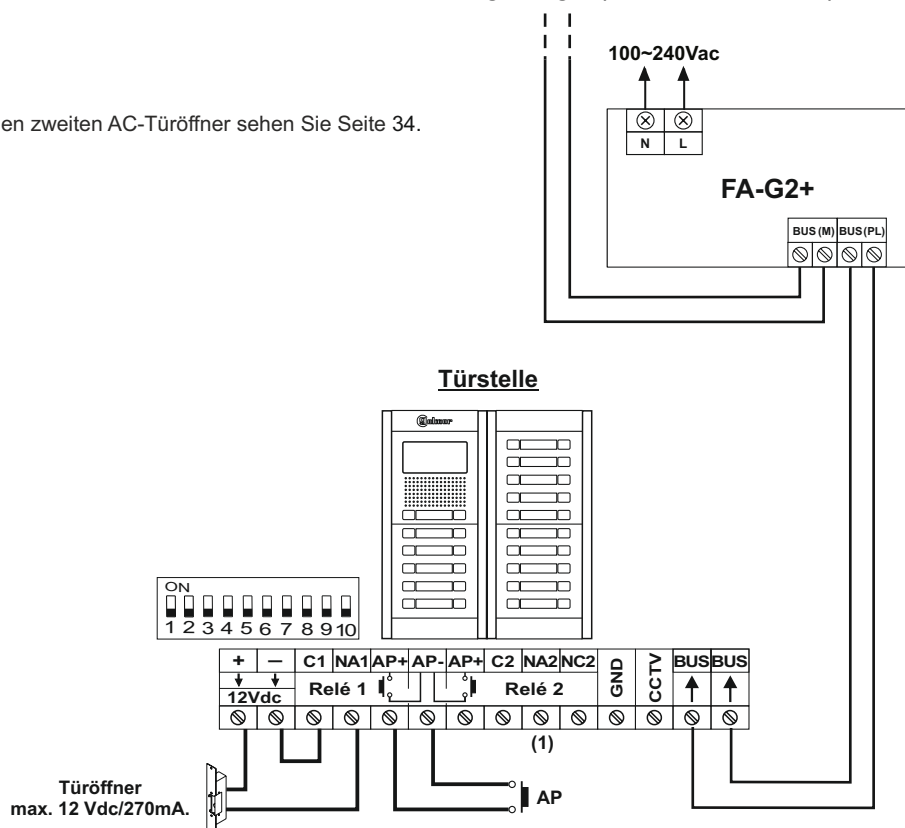 100~240Vac
en zweiten AC-Türöffner sehen Sie Seite 34.
N L
FA-G2+
BUS (M) BUS (PL)
Türstelle
Golmar
ON
1 2 3 4 5 6 7 8 9 10
+ − C1 NA1 AP+ AP- AP+ C2 NA2 NC2 GND CCTV BUS BUS
12Vdc Relé 1 Relé 2
(1)
Türöffner
max. 12 Vdc/270mA.
AP